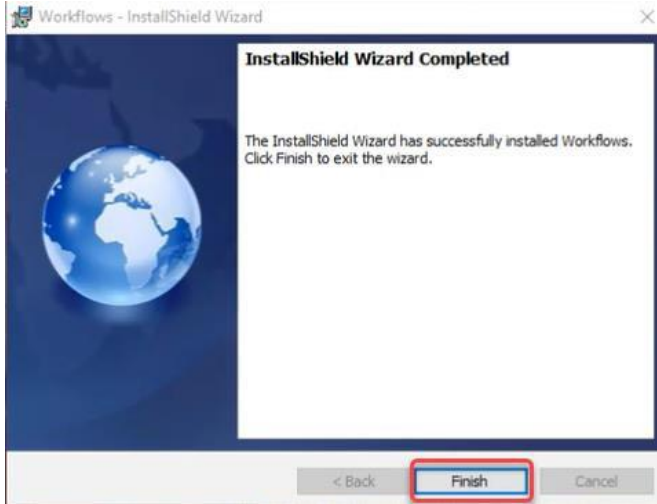 Workflows - InstallShield Wizard
InstallShield Wizard Completed
The InstallShield Wizard has successfully installed Workflows.
Click Finish to exit the wizard.
< Back
Finish
Cancel